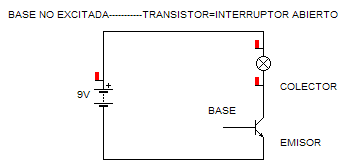 BASE NO EXCITADA-----------TRANSISTOR=INTERRUPTOR ABIERTO
+
9V
COLECTOR
BASE
EMISOR